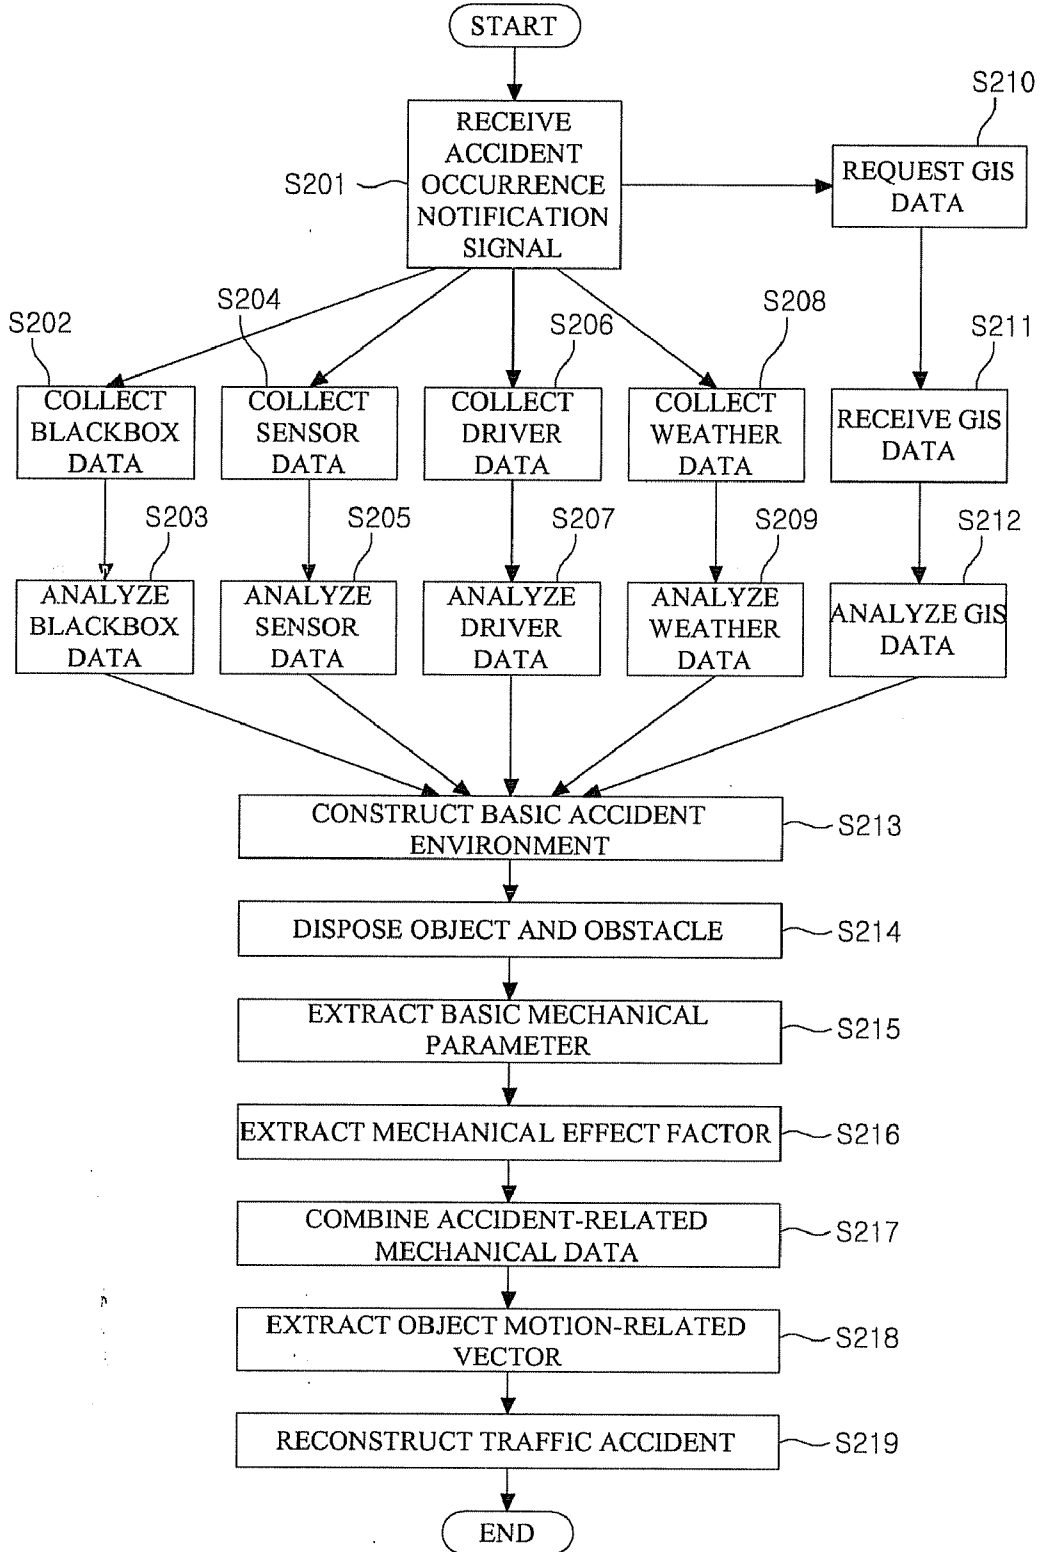 START
S210
RECEIVE
ACCIDENT
OCCURRENCE
NOTIFICATION
SIGNAL
S201
REQUEST GIS
DATA
S202
S204
S206
S208
S211
COLLECT
BLACKBOX
DATA
COLLECT
SENSOR
DATA
COLLECT
DRIVER
DATA
COLLECT
WEATHER
DATA
RECEIVE GIS
DATA
S203
S205
S207
S209
S212
ANALYZE
BLACKBOX
DATA
ANALYZE
SENSOR
DATA
ANALYZE
DRIVER
DATA
ANALYZE
WEATHER
DATA
ANALYZE GIS
DATA
CONSTRUCT BASIC ACCIDENT
ENVIRONMENT
S213
DISPOSE OBJECT AND OBSTACLE
S214
EXTRACT BASIC MECHANICAL
PARAMETER
S215
EXTRACT MECHANICAL EFFECT FACTOR
S216
COMBINE ACCIDENT-RELATED
MECHANICAL DATA
S217
EXTRACT OBJECT MOTION-RELATED
VECTOR
S218
RECONSTRUCT TRAFFIC ACCIDENT
S219
END